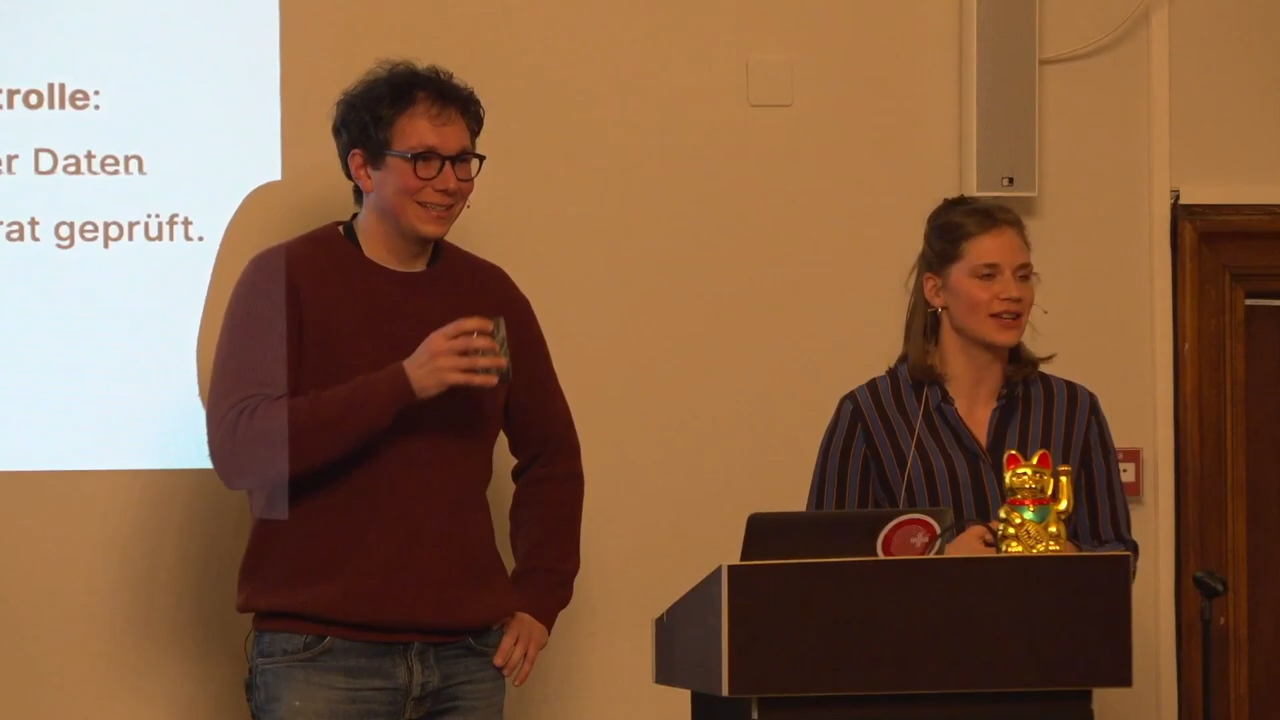 trolle:
er Daten
rat geprüft.